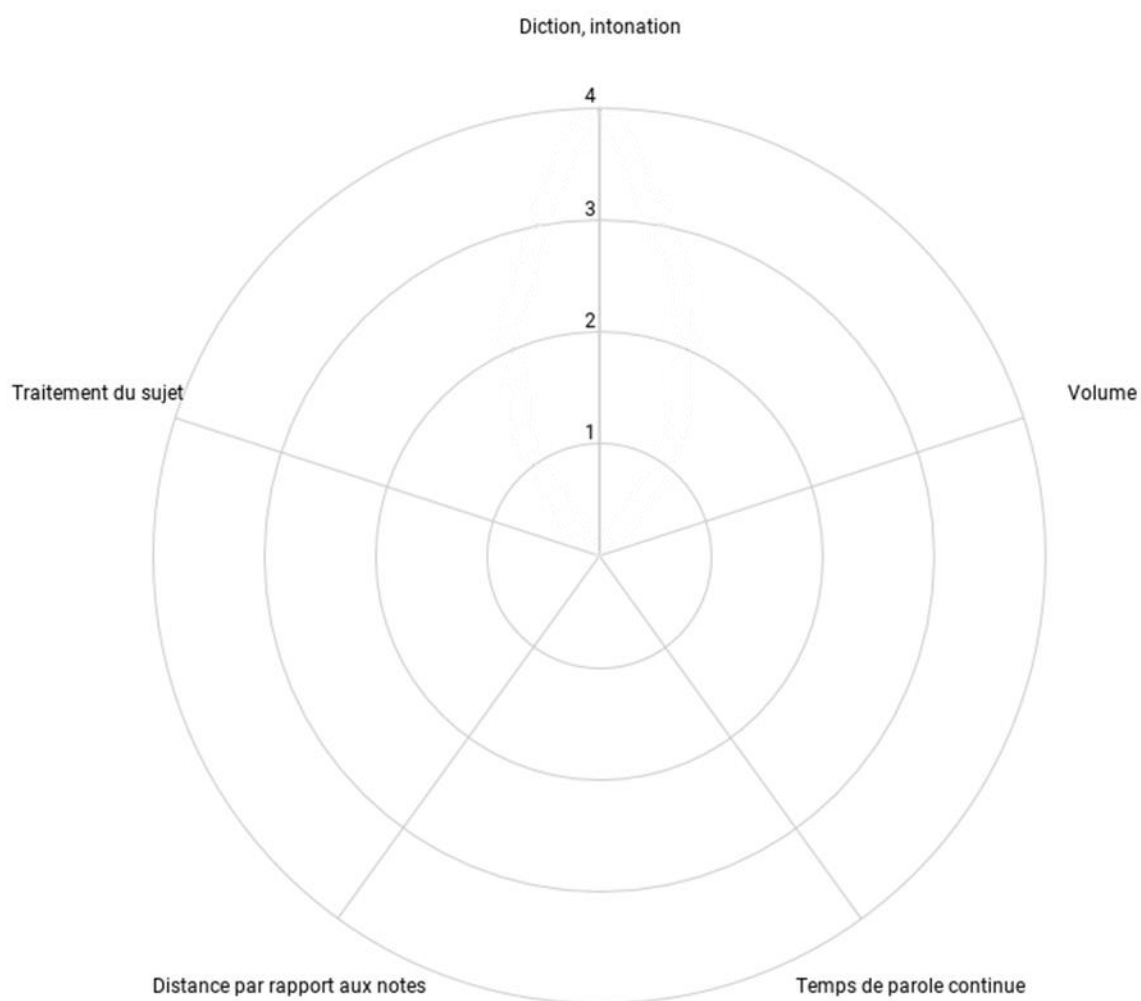 Diction, intonation
4
3
2
1
Traitement du sujet
Volume
Distance par rapport aux notes
Temps de parole continue